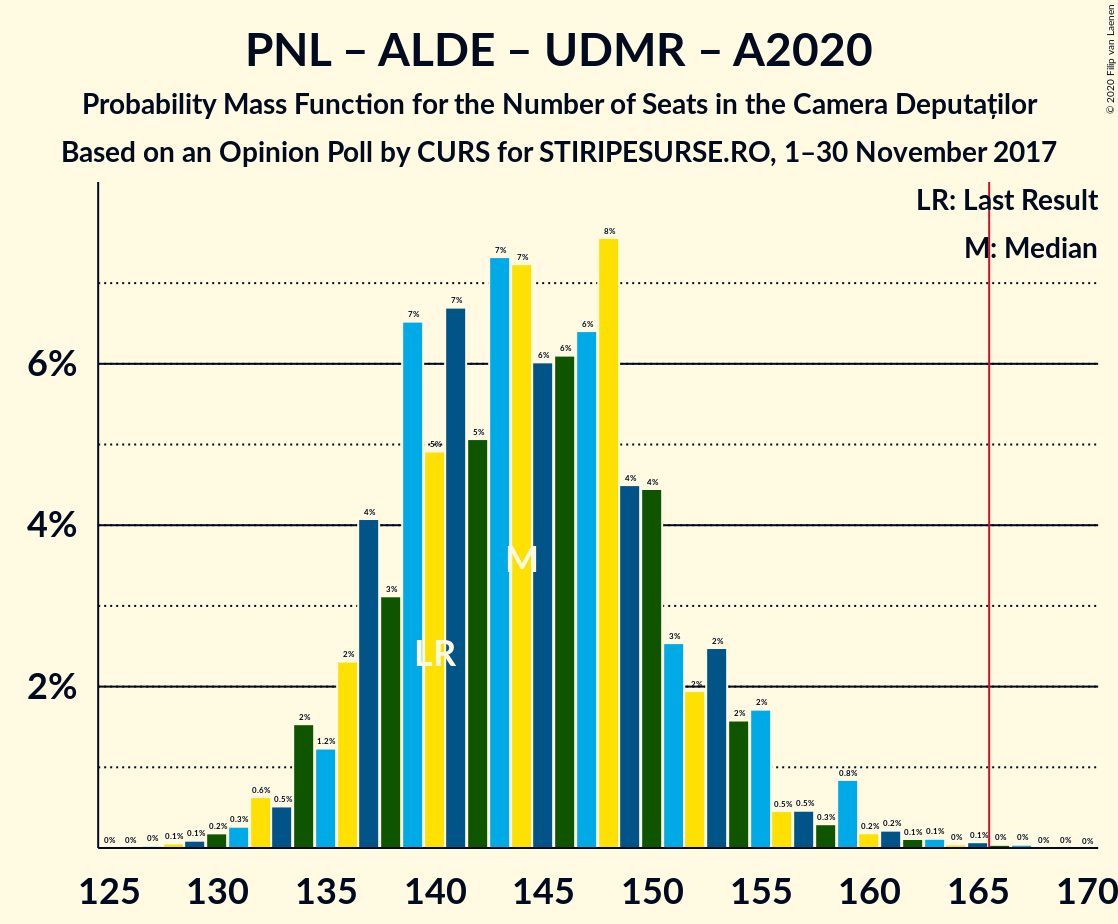 PNL – ALDE – UDMR – A2020
Probability Mass Function for the Number of Seats in the Camera Deputaților
Based on an Opinion Poll by CURS for STIRIPESURSE.RO, 1–30 November 2017
© 2020 Filip van Laenen
LR: Last Result
M: Median
6%
4%
2%
0% 0% 0% 0.1% 0.1% 0.2% 0.3% 0.6% 0.5% 2% 1.2% 2% 4% 3% 7% 5% 7% 5% 7% 7% 6% 6% 6% 8% 4% 4% 3% 2% 2% 2% 2% 0.5% 0.5% 0.3% 0.8% 0.2% 0.2% 0.1% 0.1% 0% 0.1% 0% 0% 0% 0% 0%
M
LR
125 130 135 140 145 150 155 160 165 170